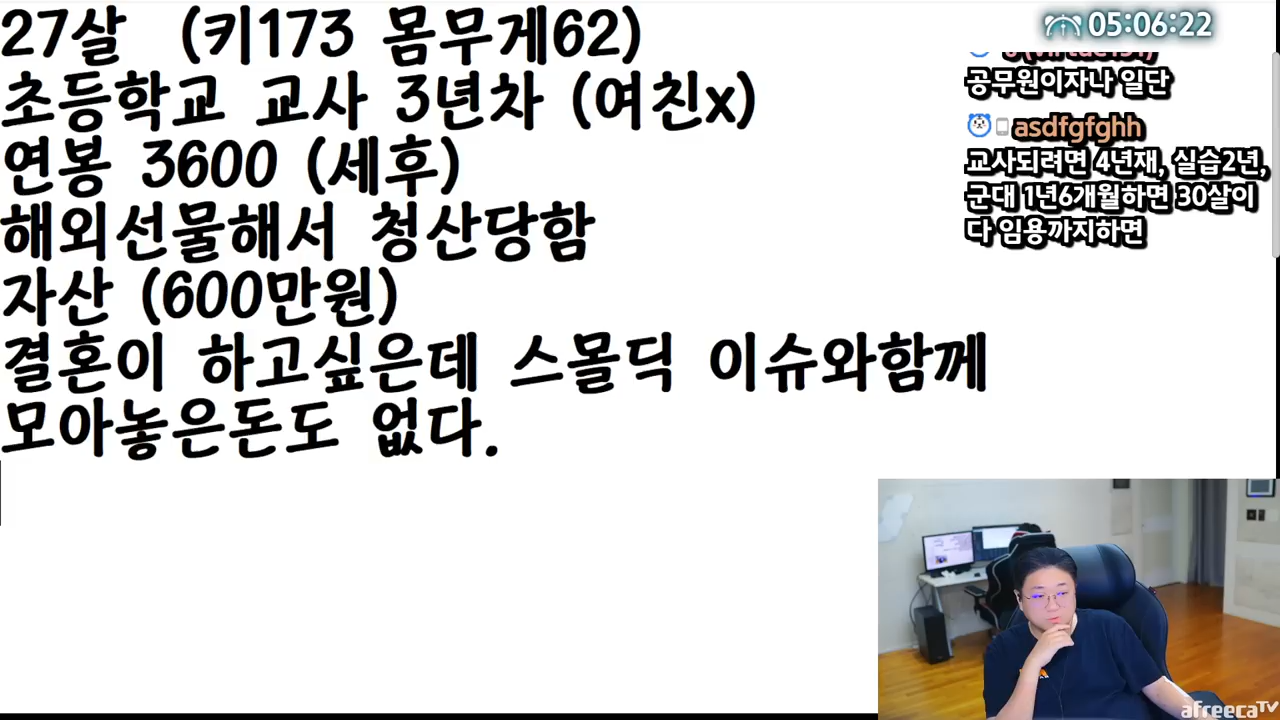 27살 (키173 몸무게62)
초등학교 교사 3년차 (여친x)
연봉 3600 (세후)
해외선물해서 청산당함
자산 (600만원)
결혼이 하고싶은데 스몰딕 이슈와함께
모아놓은돈도 없다.
05:06:22
공무원이자나 일단
asdfgfghh
교사되려면 4년재, 실습2년,
군대 1년6개월하면 30살이
다 임용까지하면
afreecaTV